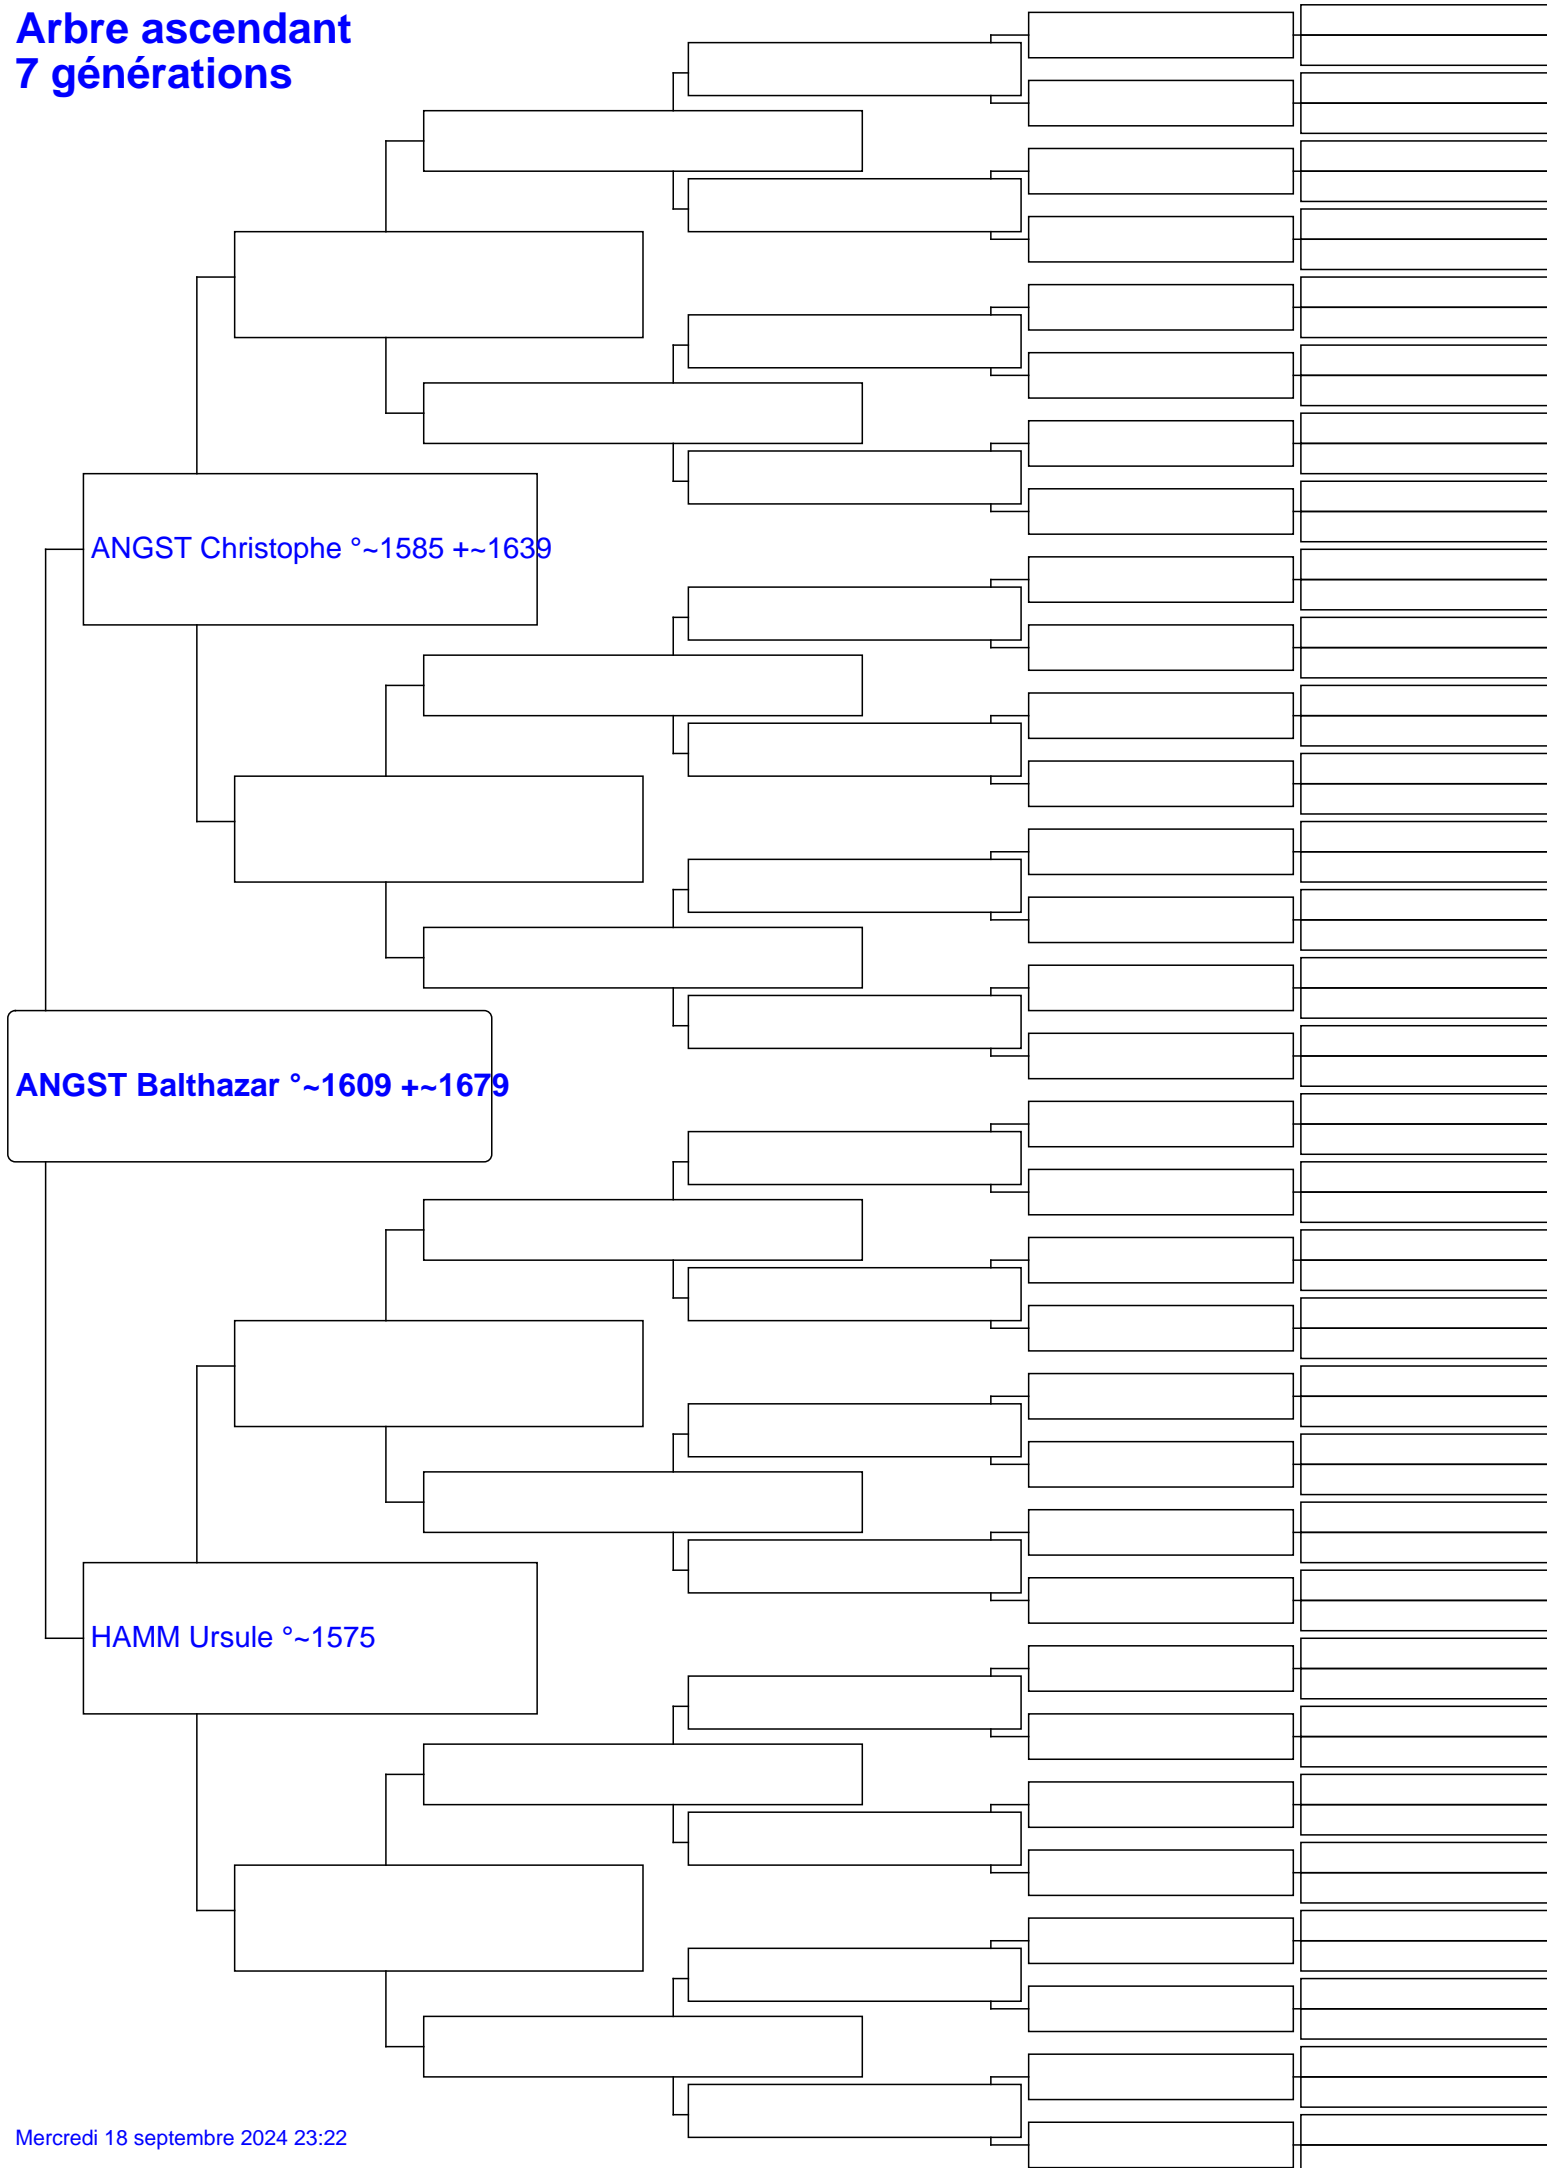 Arbre ascendant
7 générations
ANGST Christophe °~1585 +~1639
ANGST Balthazar °~1609 +~1679
HAMM Ursule °~1575
Mercredi 18 septembre 2024 23:22